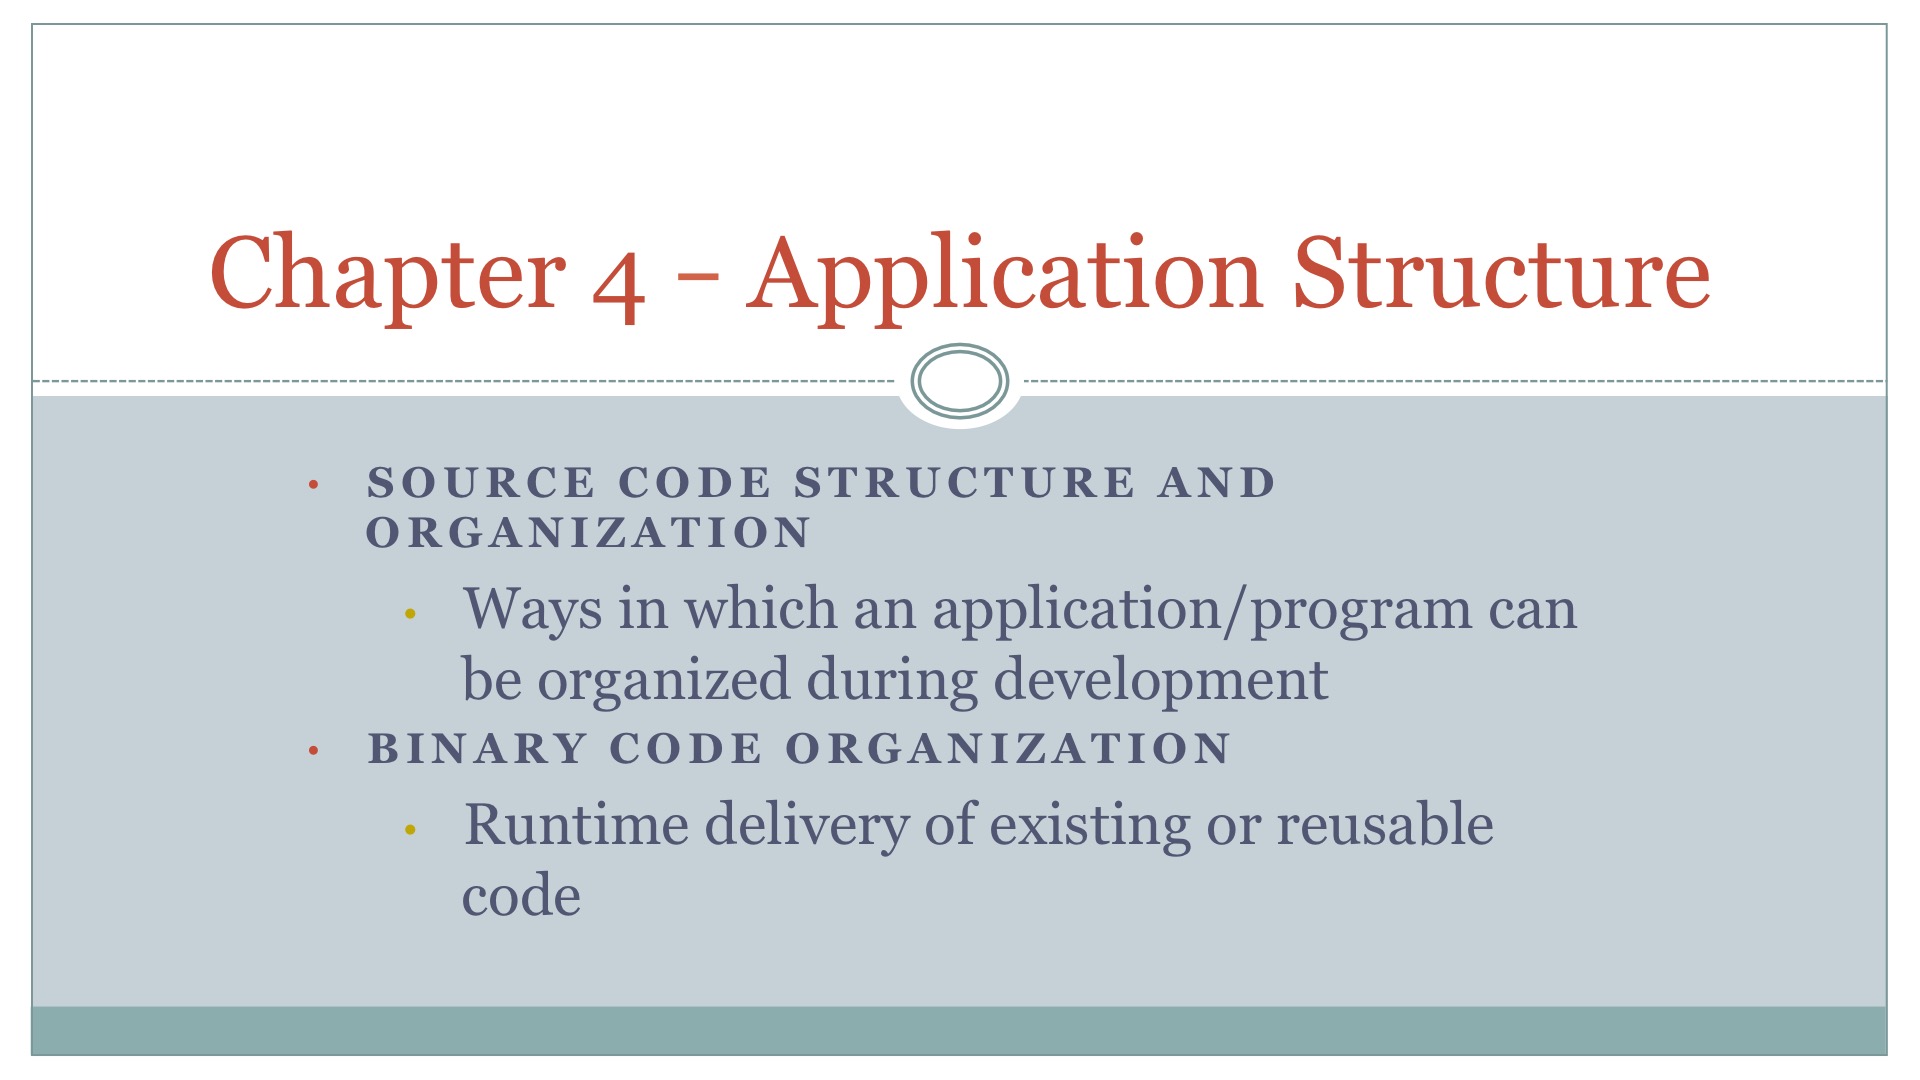 Chapter 4 – Application Structure
• SOURCE CODE STRUCTURE AND
ORGANIZATION
• Ways in which an application/program can
be organized during development
• BINARY CODE ORGANIZATION
• Runtime delivery of existing or reusable
code